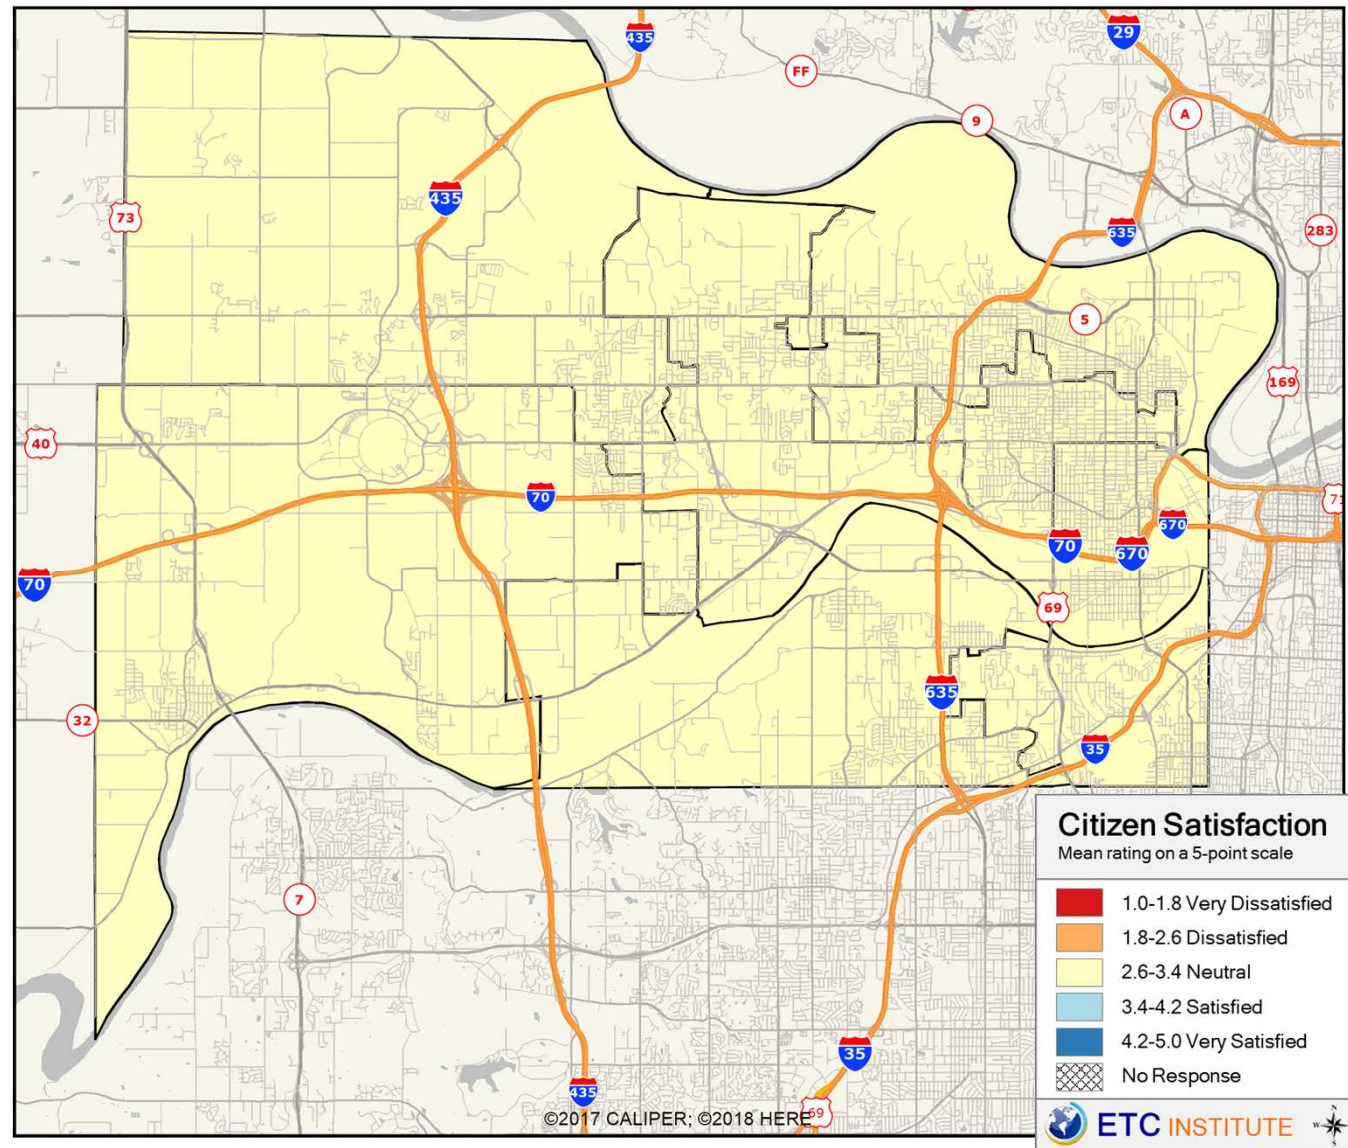 435
29
FF
9
A
435
73
635
283
5
169
40
70
71
670
70
670
70
69
635
32
35
7
35
435
69
©2017 CALIPER; ©2018 HERE
Citizen Satisfaction
Mean rating on a 5-point scale
1.0-1.8 Very Dissatisfied
1.8-2.6 Dissatisfied
2.6-3.4 Neutral
3.4-4.2 Satisfied
4.2-5.0 Very Satisfied
No Response
ETC INSTITUTE
W
S